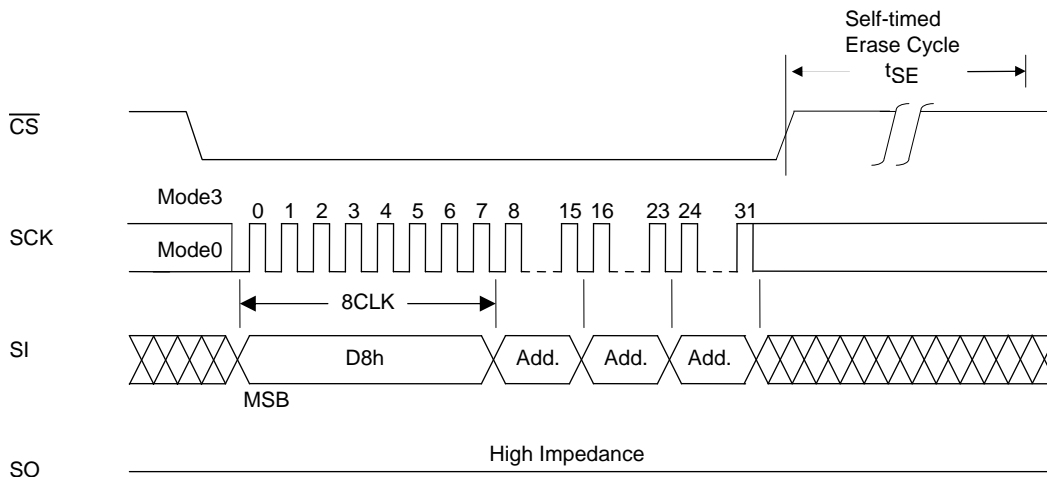 Self-timed
Erase Cycle
tSE
CS
Mode3
0 1 2 3 4 5 6 7 8 15 16 23 24 31
SCK
Mode0
8CLK
SI
D8h Add. Add. Add.
MSB
High Impedance
SO